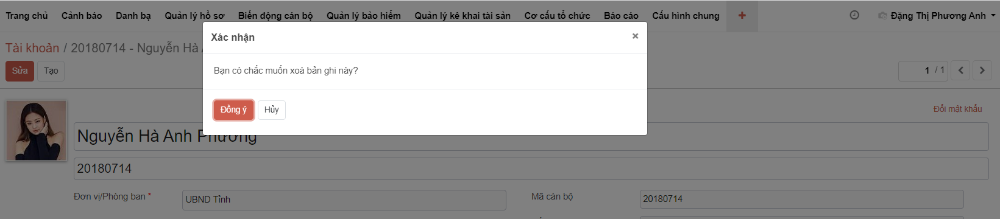 Trang chủ Cảnh báo Danh bạ Quản lý hồ sơ Biến động cán bộ Quản lý bảo hiểm Quản lý kê khai tài sản Cơ cấu tổ chức Báo cáo Cấu hình chung + Đặng Thị Phương Anh
Xác nhận ×
Tài khoản / 20180714 - Nguyễn Hà
Sửa Tạo
Bạn có chắc muốn xoá bản ghi này?
1 / 1
Đồng ý Hủy
Đổi mật khẩu
Nguyễn Hà Anh Phương
20180714
Đơn vị/Phòng ban * UBND Tỉnh Mã cán bộ 20180714